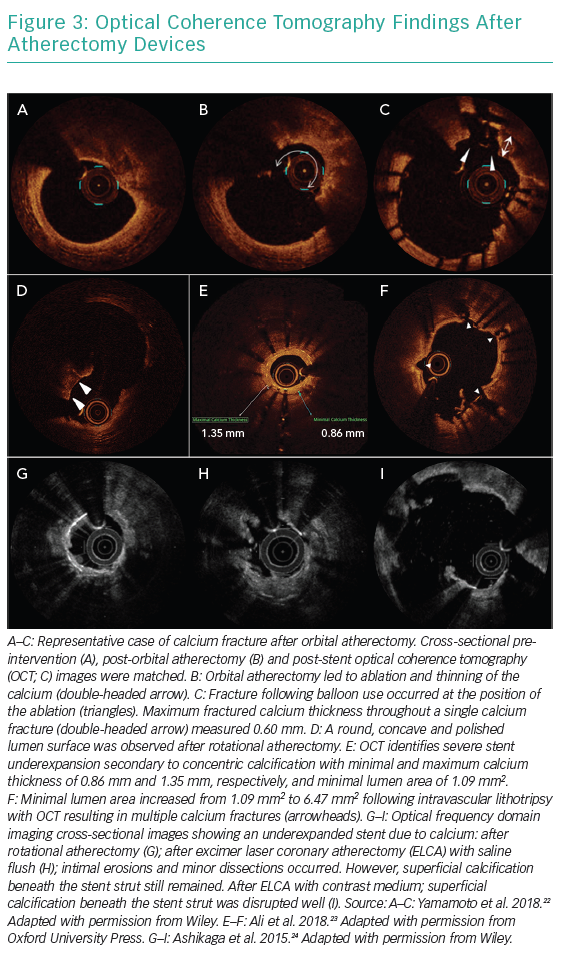 Figure 3: Optical Coherence Tomography Findings After
Atherectomy Devices
A
B
C
D
E
F
Maximal Calcium Thickness
1.35 mm
Maximal Calcium Thickness
0.86 mm
G
H
I
A–C: Representative case of calcium fracture after orbital atherectomy. Cross-sectional pre-
intervention (A), post-orbital atherectomy (B) and post-stent optical coherence tomography
(OCT; C) images were matched. B: Orbital atherectomy led to ablation and thinning of the
calcium (double-headed arrow). C: Fracture following balloon use occurred at the position of
the ablation (triangles). Maximum fractured calcium thickness throughout a single calcium
fracture (double-headed arrow) measured 0.60 mm. D: A round, concave and polished
lumen surface was observed after rotational atherectomy. E: OCT identifies severe stent
underexpansion secondary to concentric calcification with minimal and maximum calcium
thickness of 0.86 mm and 1.35 mm, respectively, and minimal lumen area of 1.09 mm².
F: Minimal lumen area increased from 1.09 mm² to 6.47 mm² following intravascular lithotripsy
with OCT resulting in multiple calcium fractures (arrowheads). G–I: Optical frequency domain
imaging cross-sectional images showing an underexpanded stent due to calcium: after
rotational atherectomy (G); after excimer laser coronary atherectomy (ELCA) with saline
flush (H); intimal erosions and minor dissections occurred. However, superficial calcification
beneath the stent strut still remained. After ELCA with contrast medium; superficial
calcification beneath the stent strut was disrupted well (I). Source: A–C: Yamamoto et al. 2018.²²
Adapted with permission from Wiley. E–F: Ali et al. 2018.²³ Adapted with permission from
Oxford University Press. G–I: Ashikaga et al. 2015.²⁴ Adapted with permission from Wiley.